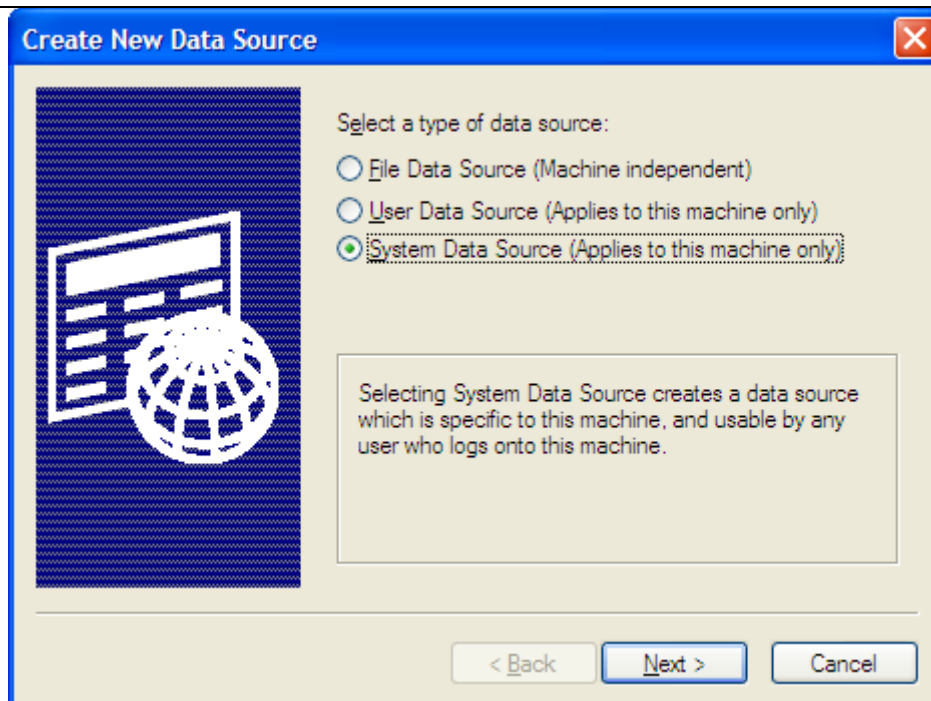 Create New Data Source
Select a type of data source:
File Data Source (Machine independent)
User Data Source (Applies to this machine only)
System Data Source (Applies to this machine only)
Selecting System Data Source creates a data source
which is specific to this machine, and usable by any
user who logs onto this machine.
< Back
Next >
Cancel